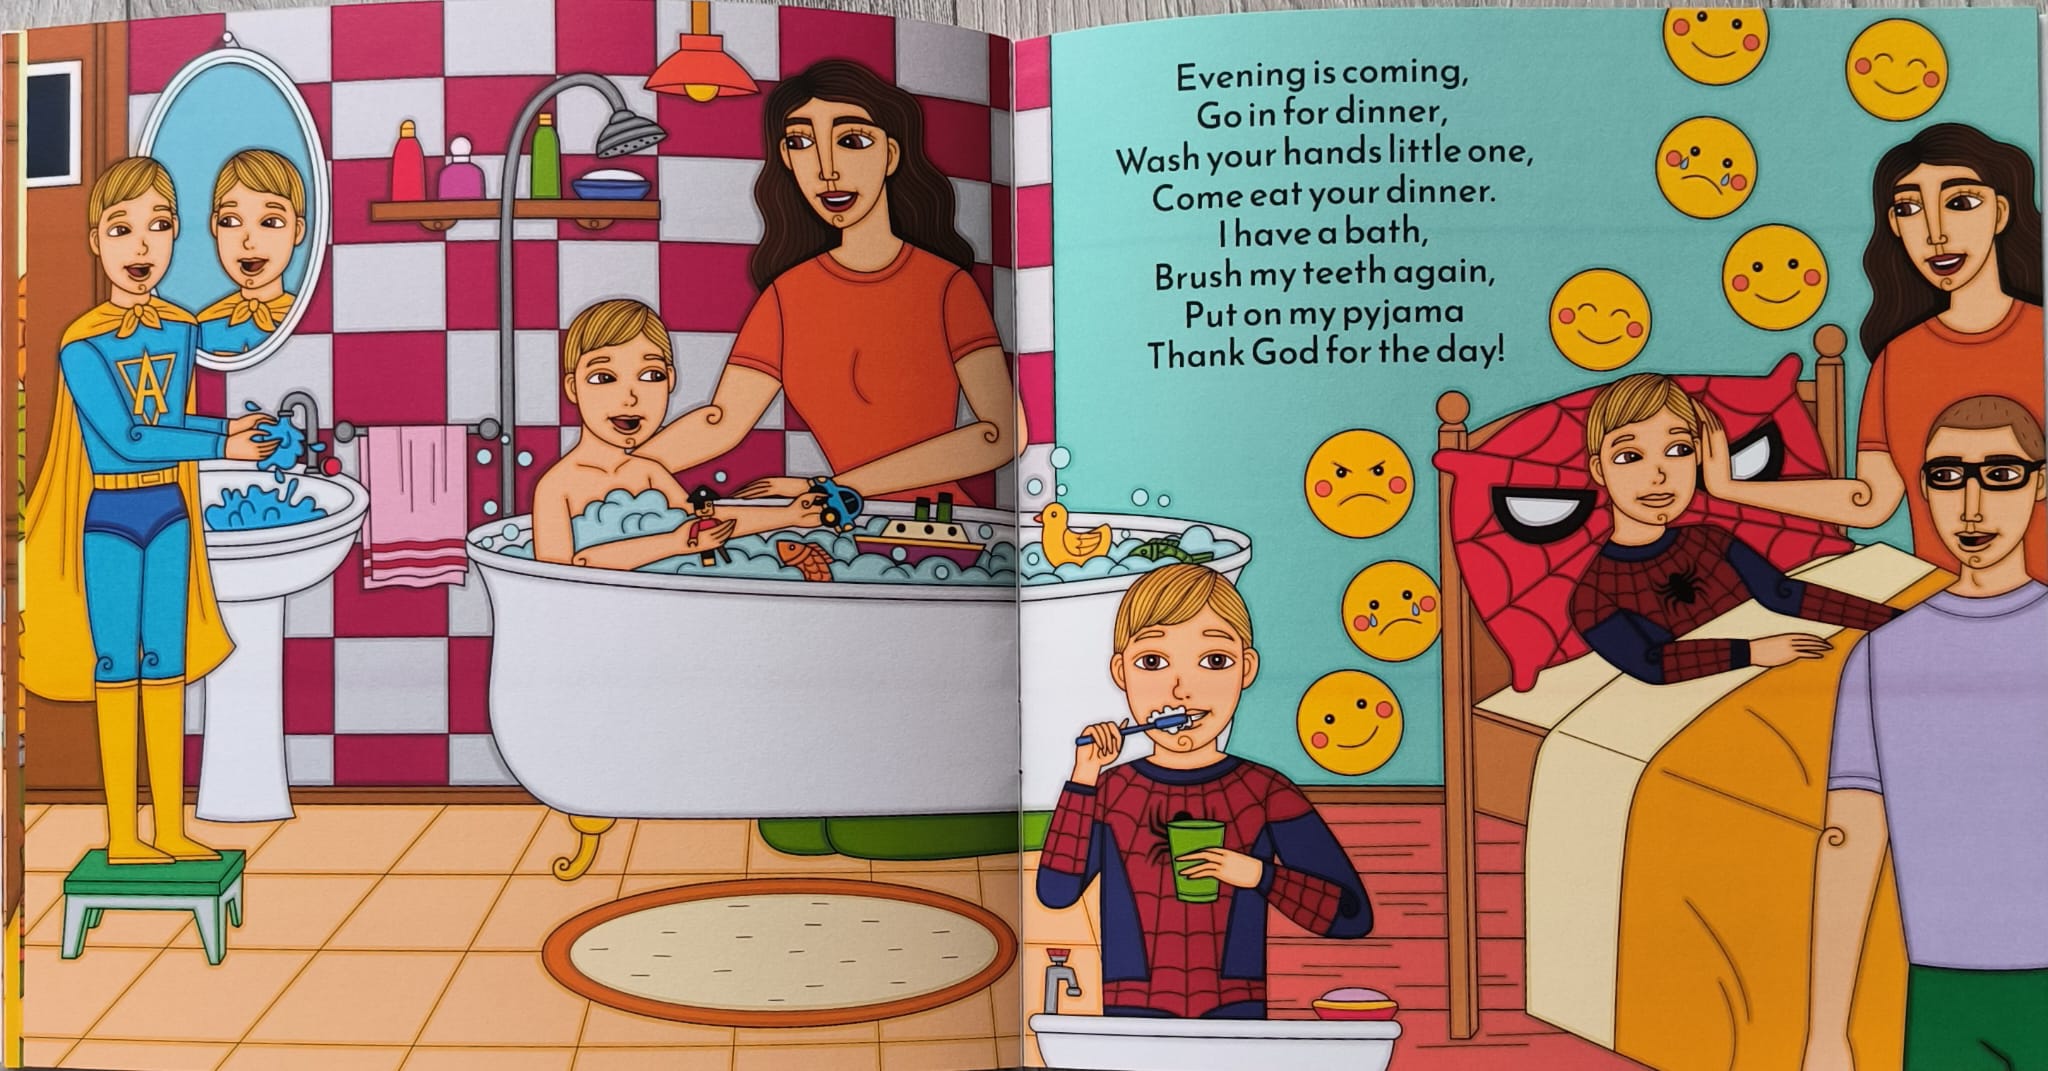 Evening is coming,
Go in for dinner,
Wash your hands little one,
Come eat your dinner.
I have a bath,
Brush my teeth again,
Put on my pyjama
Thank God for the day!
A